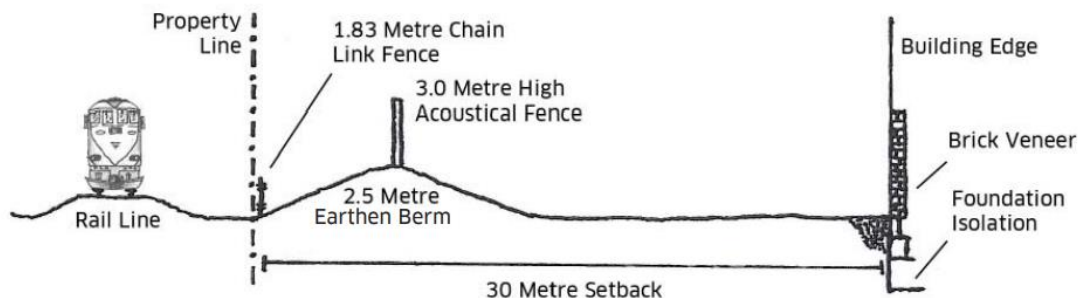 Property
Line
1.83 Metre Chain
Link Fence
Building Edge
3.0 Metre High
Acoustical Fence
Brick Veneer
2.5 Metre
Earthen Berm
Rail Line
Foundation
Isolation
30 Metre Setback